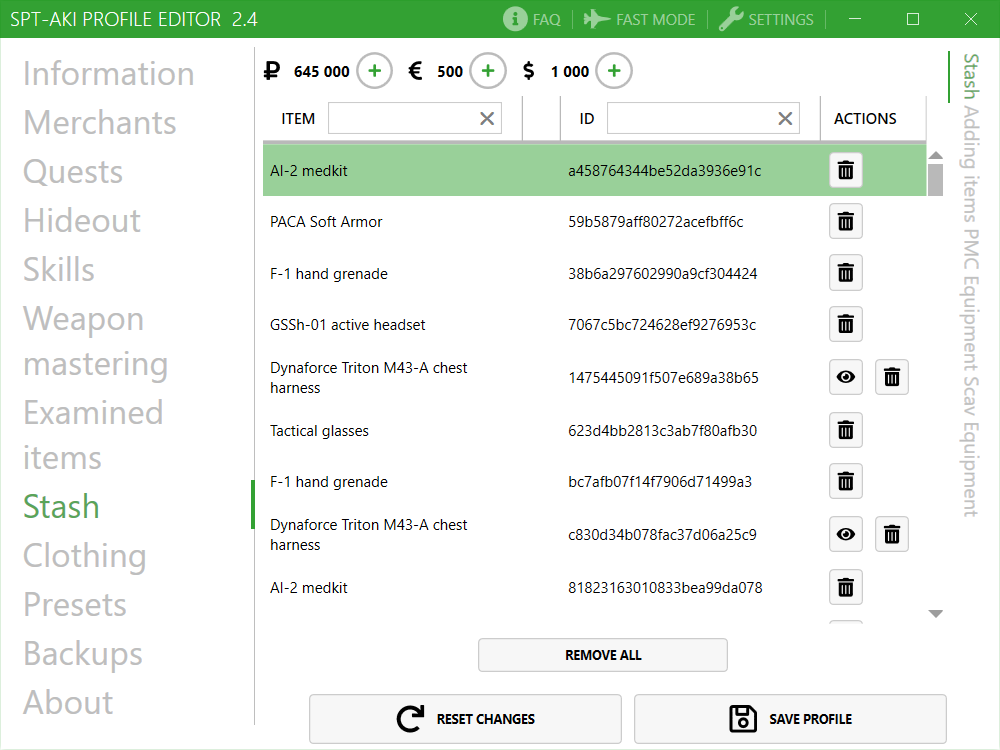 SPT-AKI PROFILE EDITOR 2.4
FAQ
FAST MODE
SETTINGS
Information
Merchants
Quests
Hideout
Skills
Weapon
mastering
Examined
items
Stash
Clothing
Presets
Backups
About
₽ 645 000
€ 500
$ 1 000
ITEM
ID
ACTIONS
AI-2 medkit a458764344be52da3936e91c
PACA Soft Armor 59b5879aff80272acefbff6c
F-1 hand grenade 38b6a297602990a9cf304424
GSSh-01 active headset 7067c5bc724628ef9276953c
Dynaforce Triton M43-A chest
harness
1475445091f507e689a38b65
Tactical glasses 623d4bb2813c3ab7f80afb30
F-1 hand grenade bc7afb07f14f7906d71499a3
Dynaforce Triton M43-A chest
harness
c830d34b078fac37d06a25c9
AI-2 medkit 81823163010833bea99da078
REMOVE ALL
RESET CHANGES
SAVE PROFILE
Stash Adding items PMC Equipment Scav Equipment